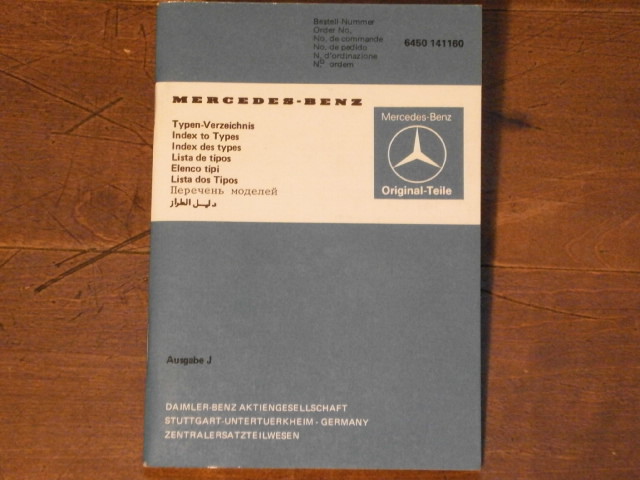 Bestell-Nummer
Order No.
No. de commande
No. de pedido
N. d'ordinazione
N.º ordem
6450 141160
MERCEDES-BENZ
Typen-Verzeichnis
Index to Types
Index des types
Lista de tipos
Elenco tipi
Lista dos Tipos
Перечень моделей
دليل الطراز
Mercedes-Benz
Original-Teile
Ausgabe J
DAIMLER-BENZ AKTIENGESELLSCHAFT
STUTTGART-UNTERTUERKHEIM - GERMANY
ZENTRALERSATZTEILWESEN